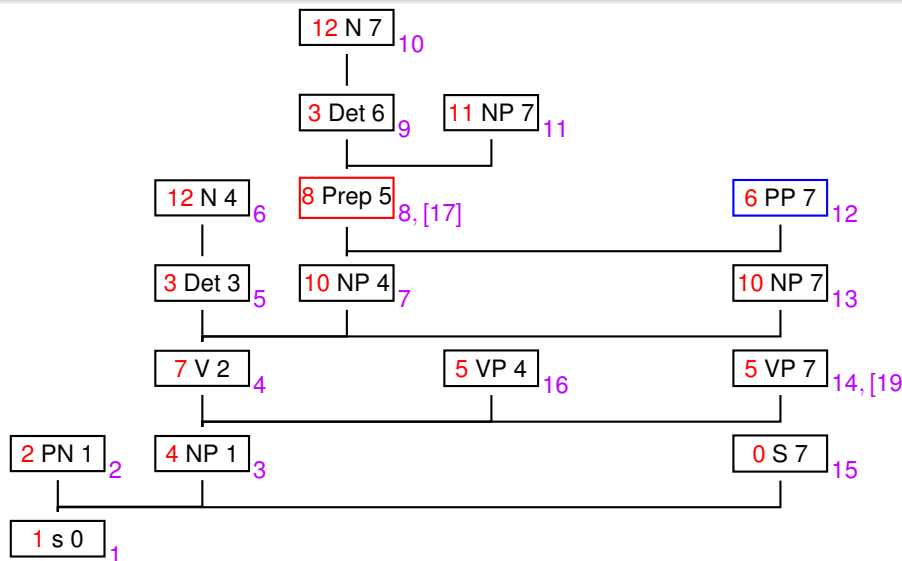 12 N 7 10
3 Det 6 9 11 NP 7 11
12 N 4 6 8 Prep 5 8, [17] 6 PP 7 12
3 Det 3 5 10 NP 4 7 10 NP 7 13
7 V 2 4 5 VP 4 16 5 VP 7 14, [19
2 PN 1 2 4 NP 1 3 0 S 7 15
1 s 0 1